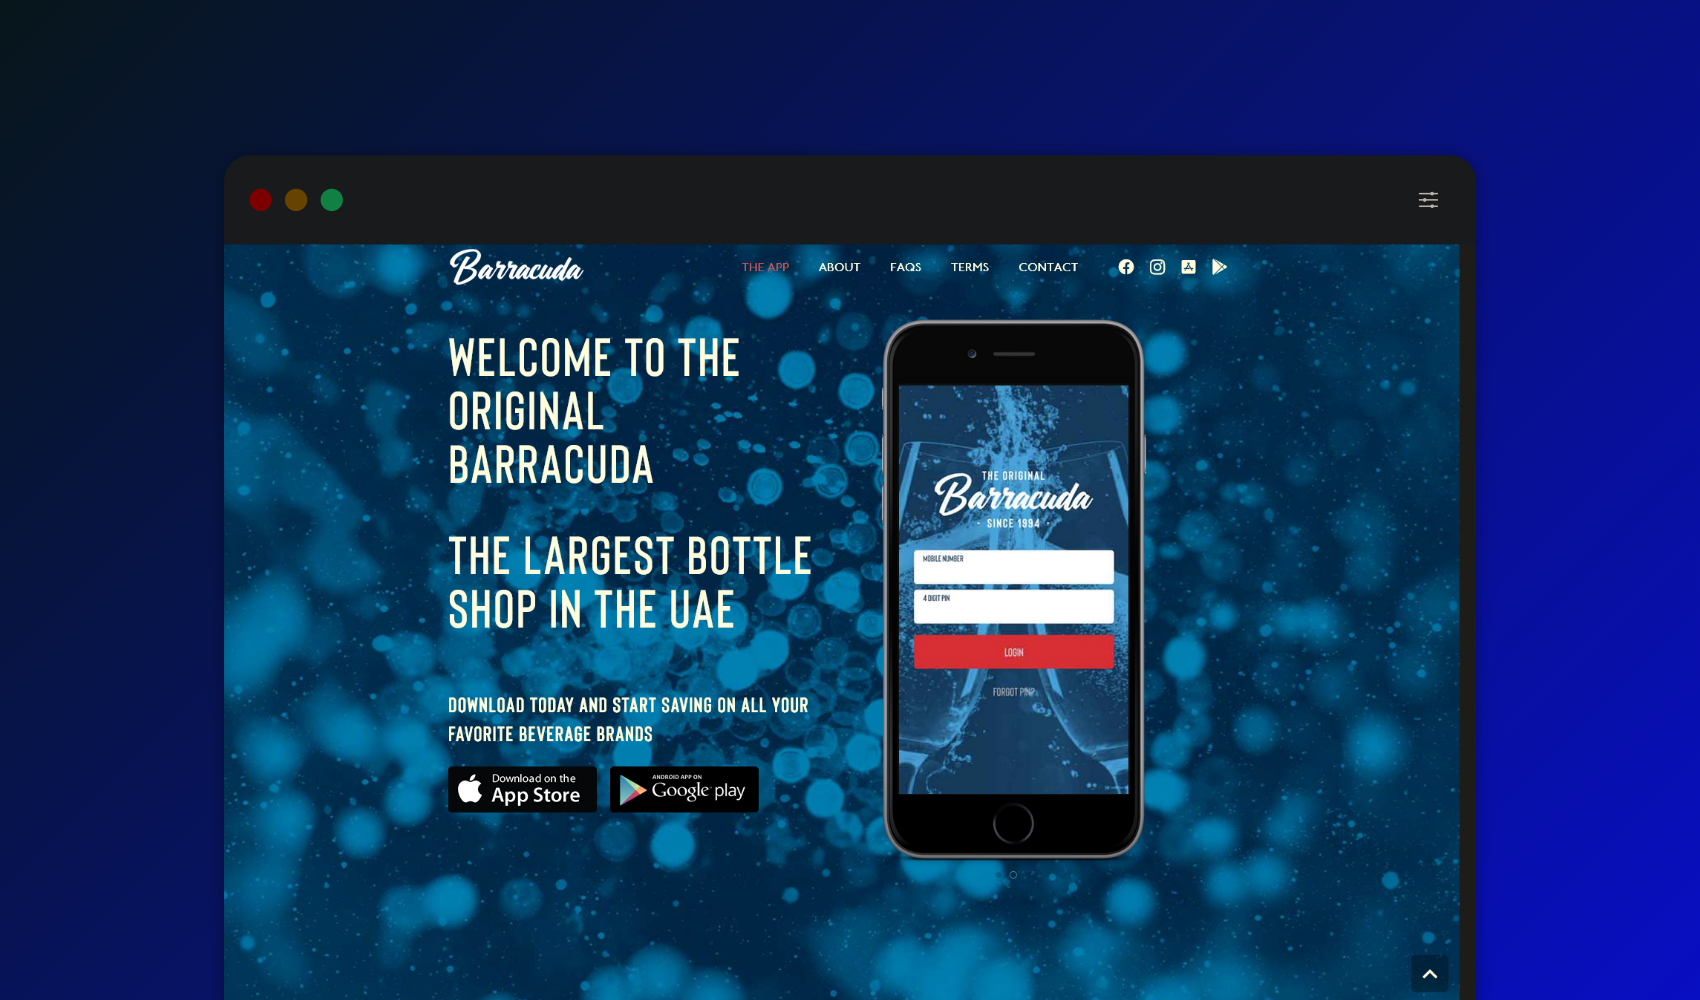 Barracuda
THE APP
ABOUT
FAQS
TERMS
CONTACT
WELCOME TO THE
ORIGINAL
BARRACUDA
THE LARGEST BOTTLE
SHOP IN THE UAE
DOWNLOAD TODAY AND START SAVING ON ALL YOUR
FAVORITE BEVERAGE BRANDS
Download on the
App Store
ANDROID APP ON
Google play
THE ORIGINAL
Barracuda
- SINCE 1994 -
MOBILE NUMBER
4 DIGIT PIN
LOGIN
FORGOT PIN?